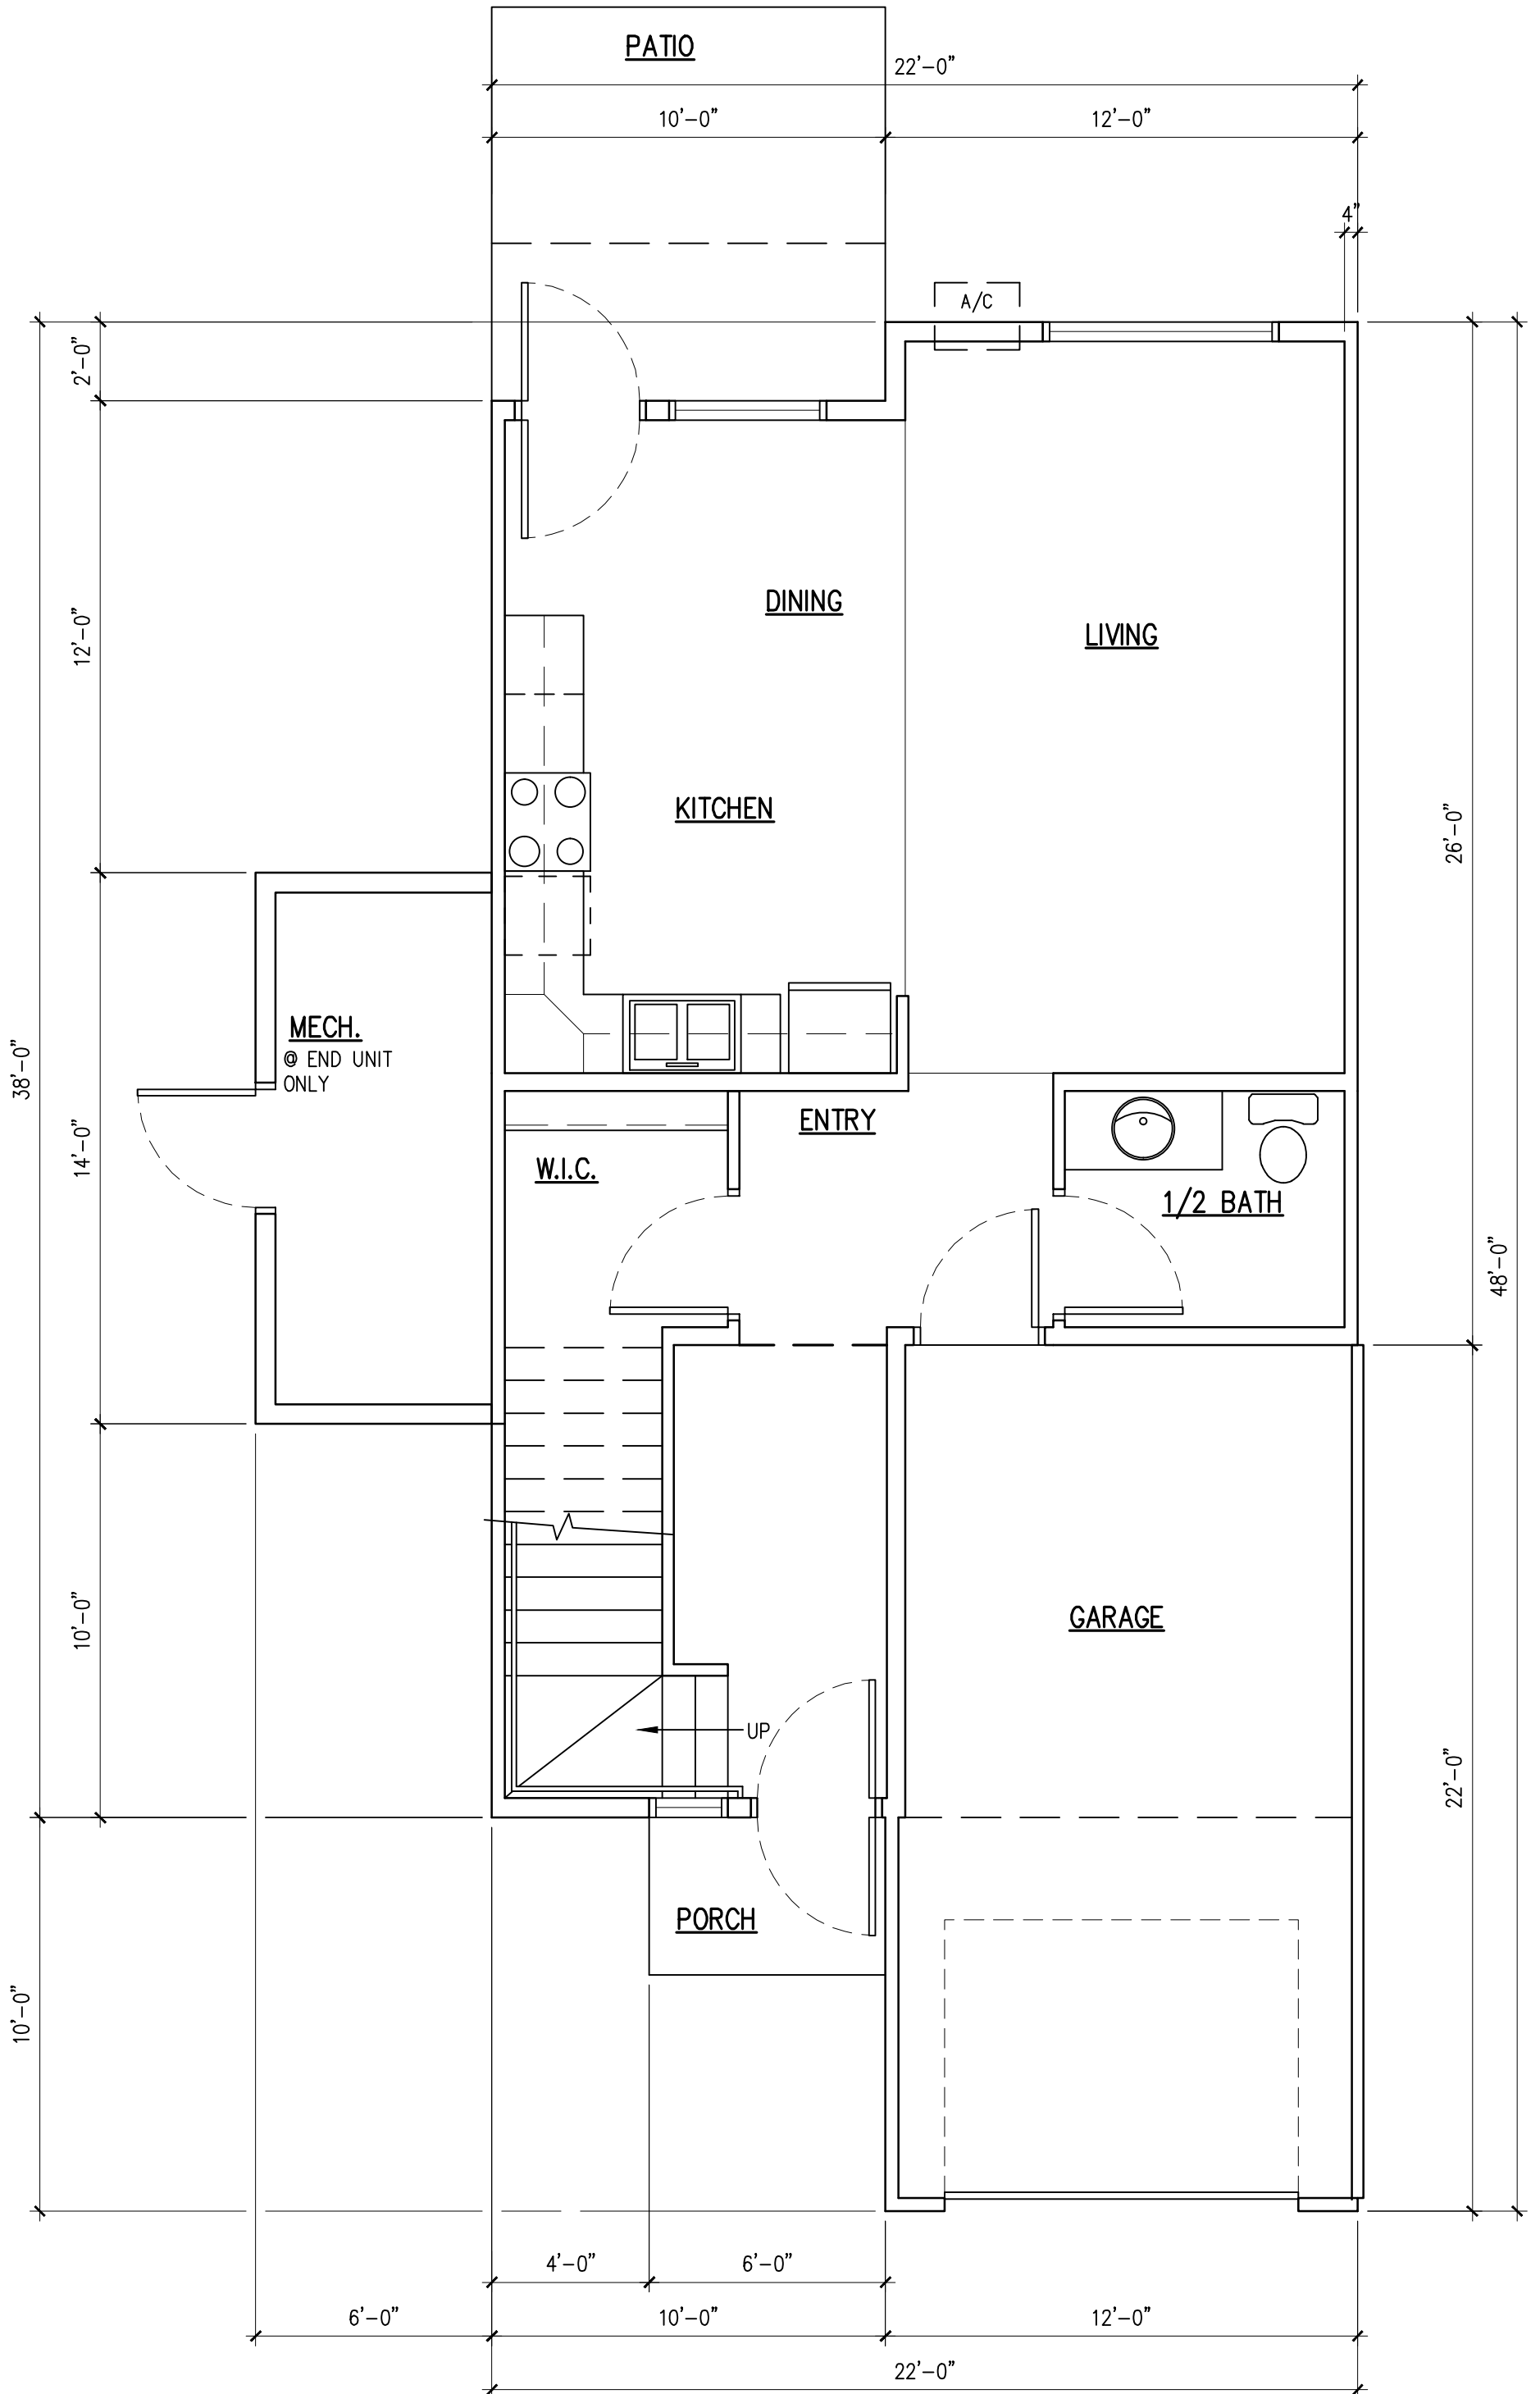 PATIO
22'-0"
10'-0"
12'-0"
4"
A/C
2'-0"
12'-0"
DINING
LIVING
KITCHEN
26'-0"
MECH.
@ END UNIT
ONLY
38'-0"
14'-0"
ENTRY
W.I.C.
1/2 BATH
48'-0"
10'-0"
GARAGE
UP
22'-0"
PORCH
10'-0"
4'-0"
6'-0"
6'-0"
10'-0"
12'-0"
22'-0"